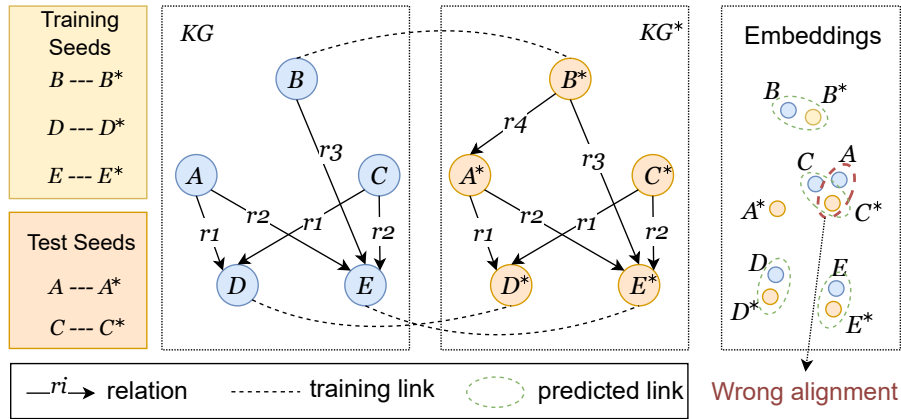 Training
Seeds
B --- B*
D --- D*
E --- E*
Test Seeds
A --- A*
C --- C*
KG
B
A
C
r3
r2
r1
r1
r2
D
E
KG*
B*
r4
A*
r3
C*
r2
r1
r1
r2
D*
E*
Embeddings
B
B*
C
A
A*
C*
D
E
D*
E*
ri relation
training link
predicted link
Wrong alignment